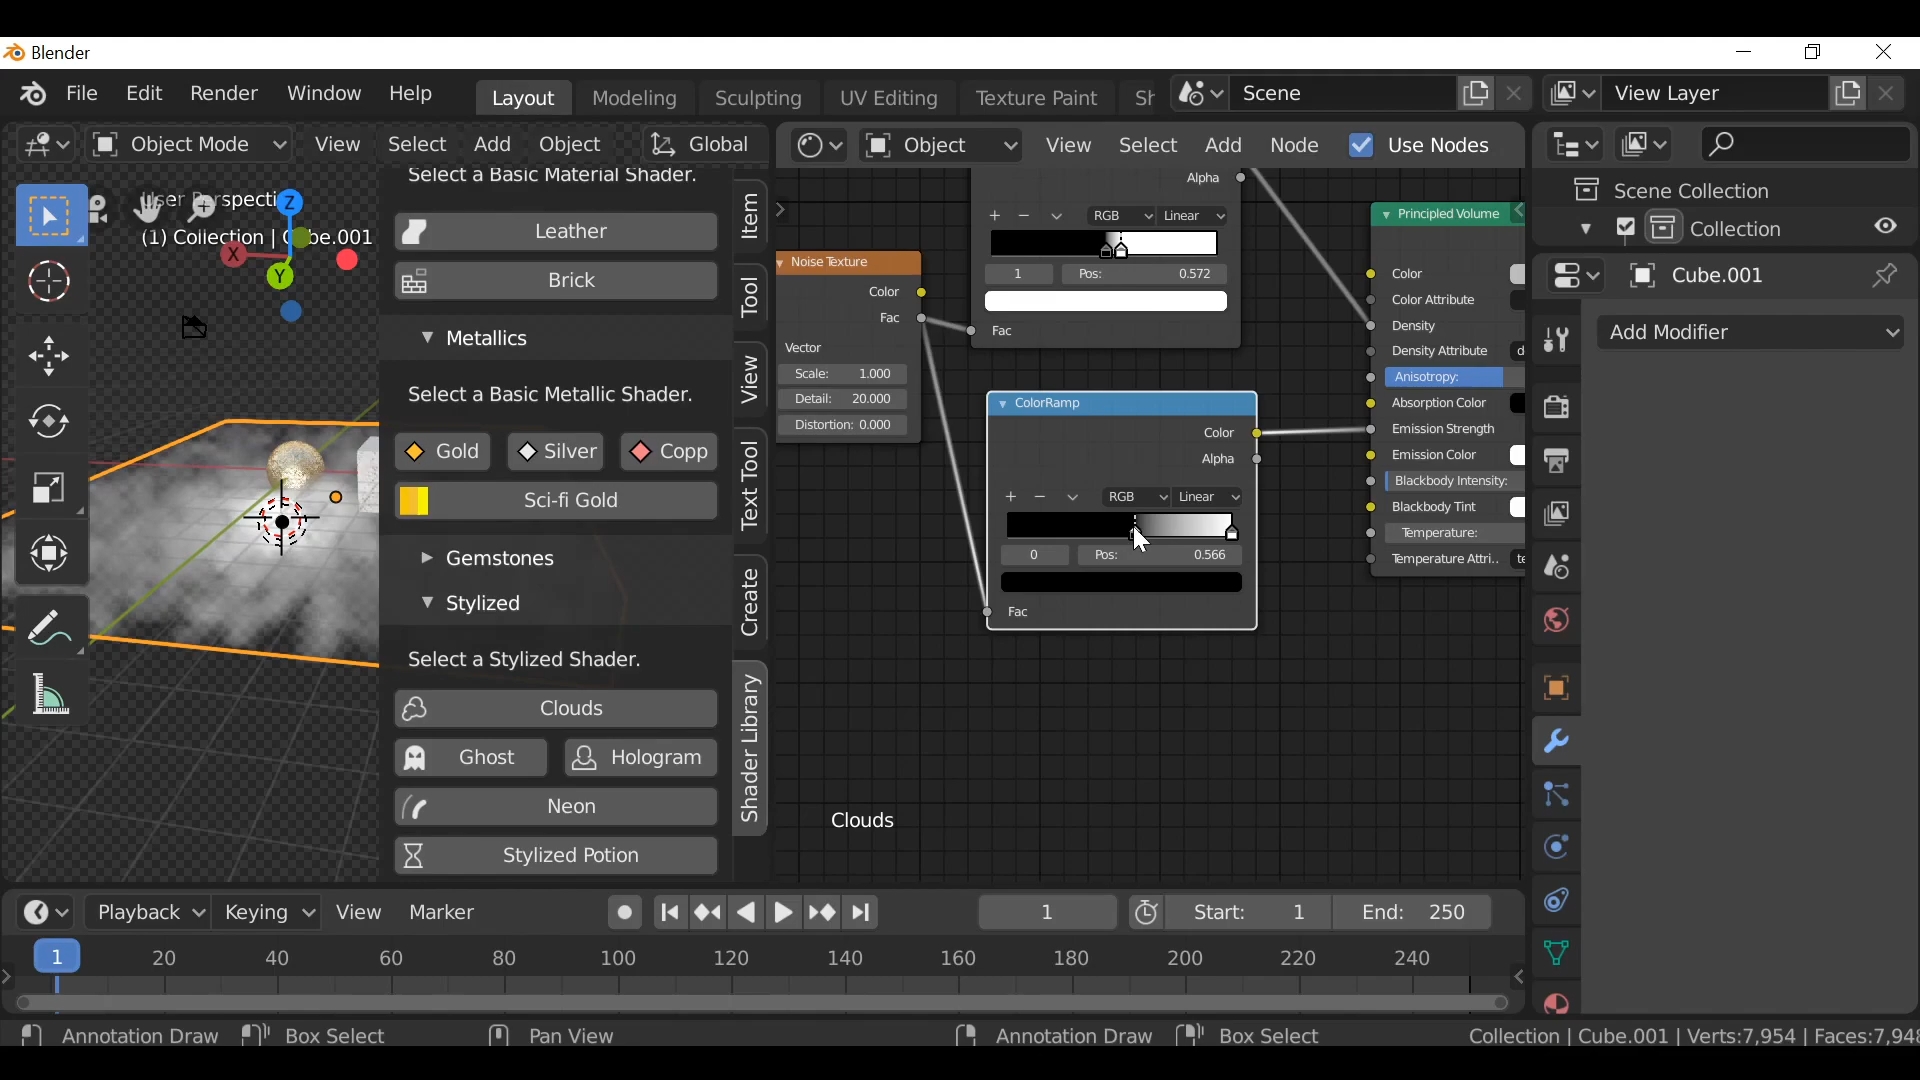 Blender
File Edit Render Window Help
Layout Modeling Sculpting UV Editing Texture Paint
Scene
View Layer
Object Mode View Select Add Object Global
Object View Select Add Node Use Nodes
(1) Collection |
X Y Z
Select a Basic Material Shader.
Leather
Brick
Metallics
Select a Basic Metallic Shader.
Gold Silver Copp
Sci-fi Gold
Gemstones
Stylized
Select a Stylized Shader.
Clouds
Ghost Hologram
Neon
Stylized Potion
Item
Tool
View
Text Tool
Create
Shader Library
Noise Texture
Color
Fac
Vector
Scale: 1.000
Detail: 20.000
Distortion: 0.000
Alpha
RGB Linear
1 Pos: 0.572
Fac
ColorRamp
Color
Alpha
RGB Linear
0 Pos: 0.566
Fac
Clouds
Principled Volume
Color
Color Attribute
Density
Density Attribute d
Anisotropy:
Absorption Color
Emission Strength
Emission Color
Blackbody Intensity:
Blackbody Tint
Temperature:
Temperature Attri.. te
Scene Collection
Collection
Cube.001
Add Modifier
Playback Keying View Marker
1 Start: 1 End: 250
1 20 40 60 80 100 120 140 160 180 200 220 240
Annotation Draw Box Select Pan View Annotation Draw Box Select Collection | Cube.001 | Verts:7,954 | Faces:7,948